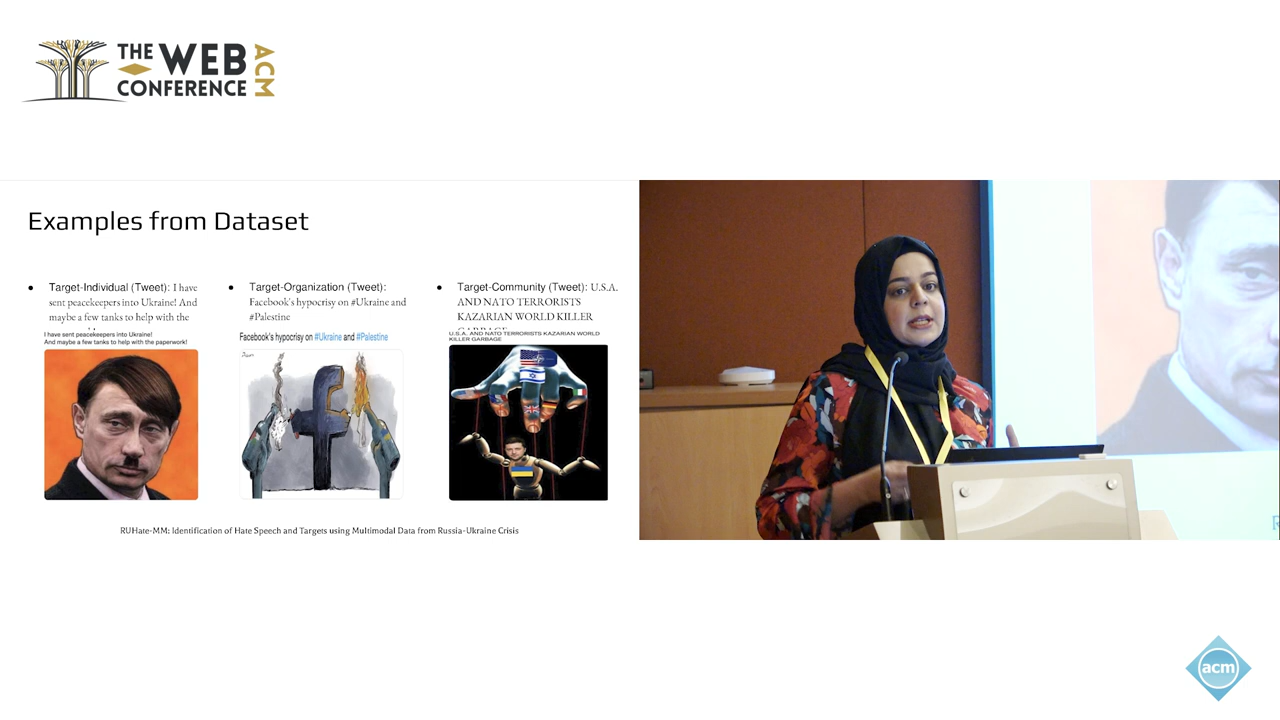 THE WEB
CONFERENCE
ACM
Examples from Dataset
Target-Individual (Tweet): I have
sent peacekeepers into Ukraine! And
maybe a few tanks to help with the
I have sent peacekeepers into Ukraine!
And maybe a few tanks to help with the paperwork!
Target-Organization (Tweet):
Facebook's hypocrisy on #Ukraine and
#Palestine
Facebook's hypocrisy on #Ukraine and #Palestine
Target-Community (Tweet): U.S.A.
AND NATO TERRORISTS
KAZARIAN WORLD KILLER
GARBAGE
U.S.A. AND NATO TERRORISTS KAZARIAN WORLD
KILLER GARBAGE
RUHate-MM: Identification of Hate Speech and Targets using Multimodal Data from Russia-Ukraine Crisis
acm